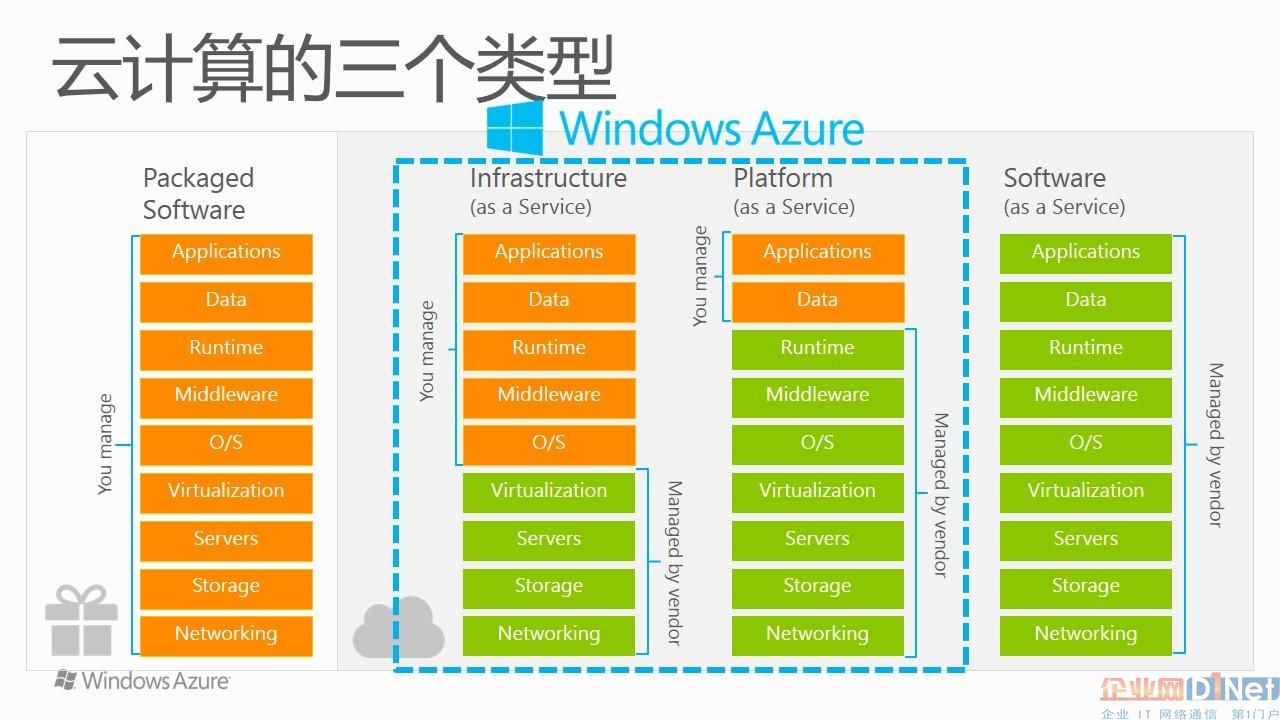 云计算的三个类型
Windows Azure
Packaged
Software
Applications
Data
Runtime
Middleware
O/S
Virtualization
Servers
Storage
Networking
You manage
Infrastructure
(as a Service)
Applications
Data
Runtime
Middleware
O/S
Virtualization
Servers
Storage
Networking
You manage
Managed by vendor
Platform
(as a Service)
Applications
Data
Runtime
Middleware
O/S
Virtualization
Servers
Storage
Networking
You manage
Managed by vendor
Software
(as a Service)
Applications
Data
Runtime
Middleware
O/S
Virtualization
Servers
Storage
Networking
Managed by vendor
Windows Azure
企业网D1Net
企业 IT 网络通信 第1门户